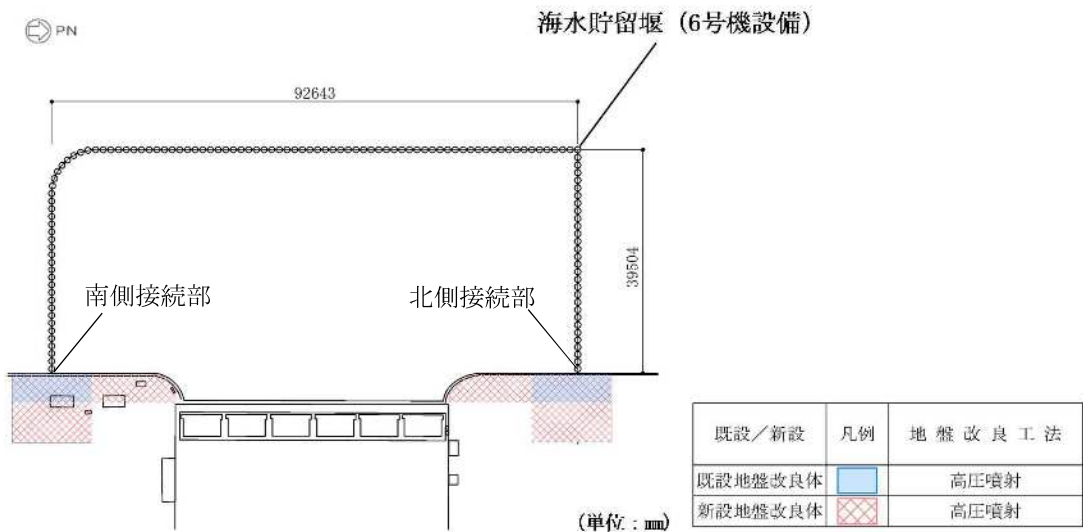 PN
海水貯留堰（6号機設備）
92643
39504
南側接続部
北側接続部
既設／新設 凡例 地盤改良工法
既設地盤改良体 高圧噴射
新設地盤改良体 高圧噴射
(単位：mm)